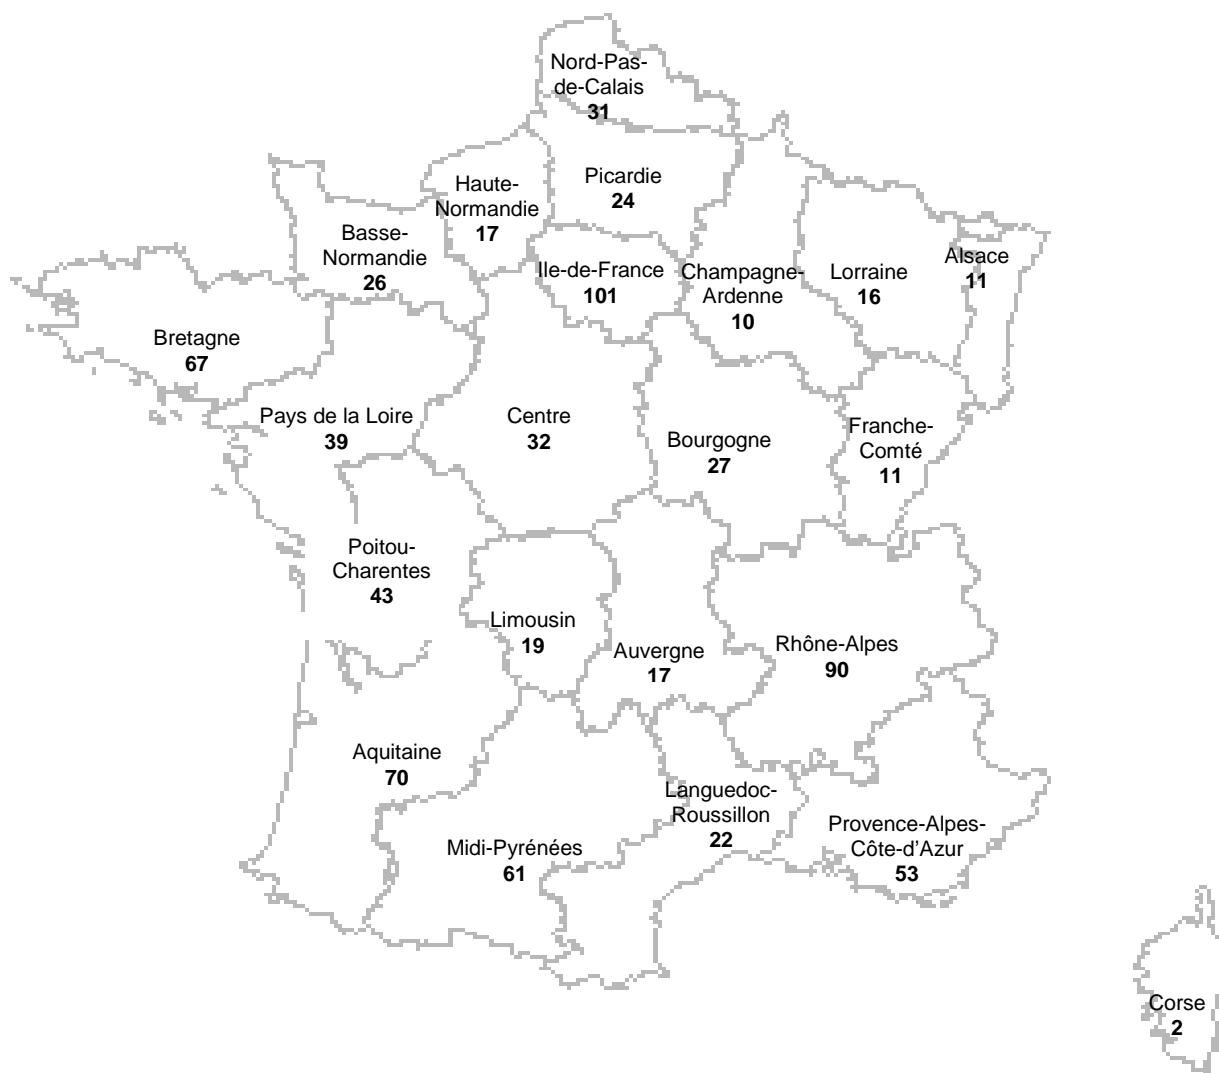 Nord-Pas-
de-Calais
31
Picardie
24
Haute-
Normandie
17
Basse-
Normandie
26
Ile-de-France
101
Champagne-
Ardenne
10
Lorraine
16
Alsace
11
Bretagne
67
Pays de la Loire
39
Centre
32
Bourgogne
27
Franche-
Comté
11
Poitou-
Charentes
43
Limousin
19
Auvergne
17
Rhône-Alpes
90
Aquitaine
70
Midi-Pyrénées
61
Languedoc-
Roussillon
22
Provence-Alpes-
Côte-d'Azur
53
Corse
2